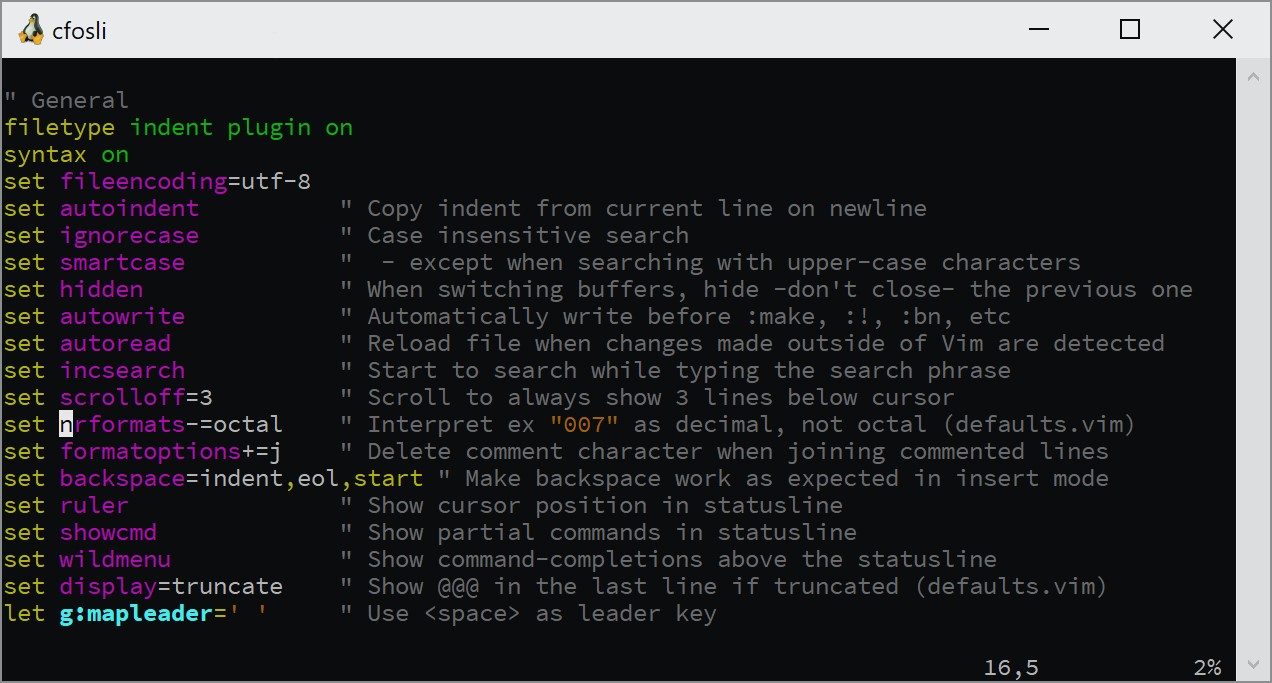 cfosli
" General
filetype indent plugin on
syntax on
set fileencoding=utf-8
set autoindent          " Copy indent from current line on newline
set ignorecase          " Case insensitive search
set smartcase           "  - except when searching with upper-case characters
set hidden              " When switching buffers, hide -don't close- the previous one
set autowrite           " Automatically write before :make, :!, :bn, etc
set autoread            " Reload file when changes made outside of Vim are detected
set incsearch           " Start to search while typing the search phrase
set scrolloff=3         " Scroll to always show 3 lines below cursor
set nrformats-=octal    " Interpret ex "007" as decimal, not octal (defaults.vim)
set formatoptions+=j    " Delete comment character when joining commented lines
set backspace=indent,eol,start " Make backspace work as expected in insert mode
set ruler               " Show cursor position in statusline
set showcmd             " Show partial commands in statusline
set wildmenu            " Show command-completions above the statusline
set display=truncate    " Show @@@ in the last line if truncated (defaults.vim)
let g:mapleader=' '     " Use <space> as leader key
16,5           2%